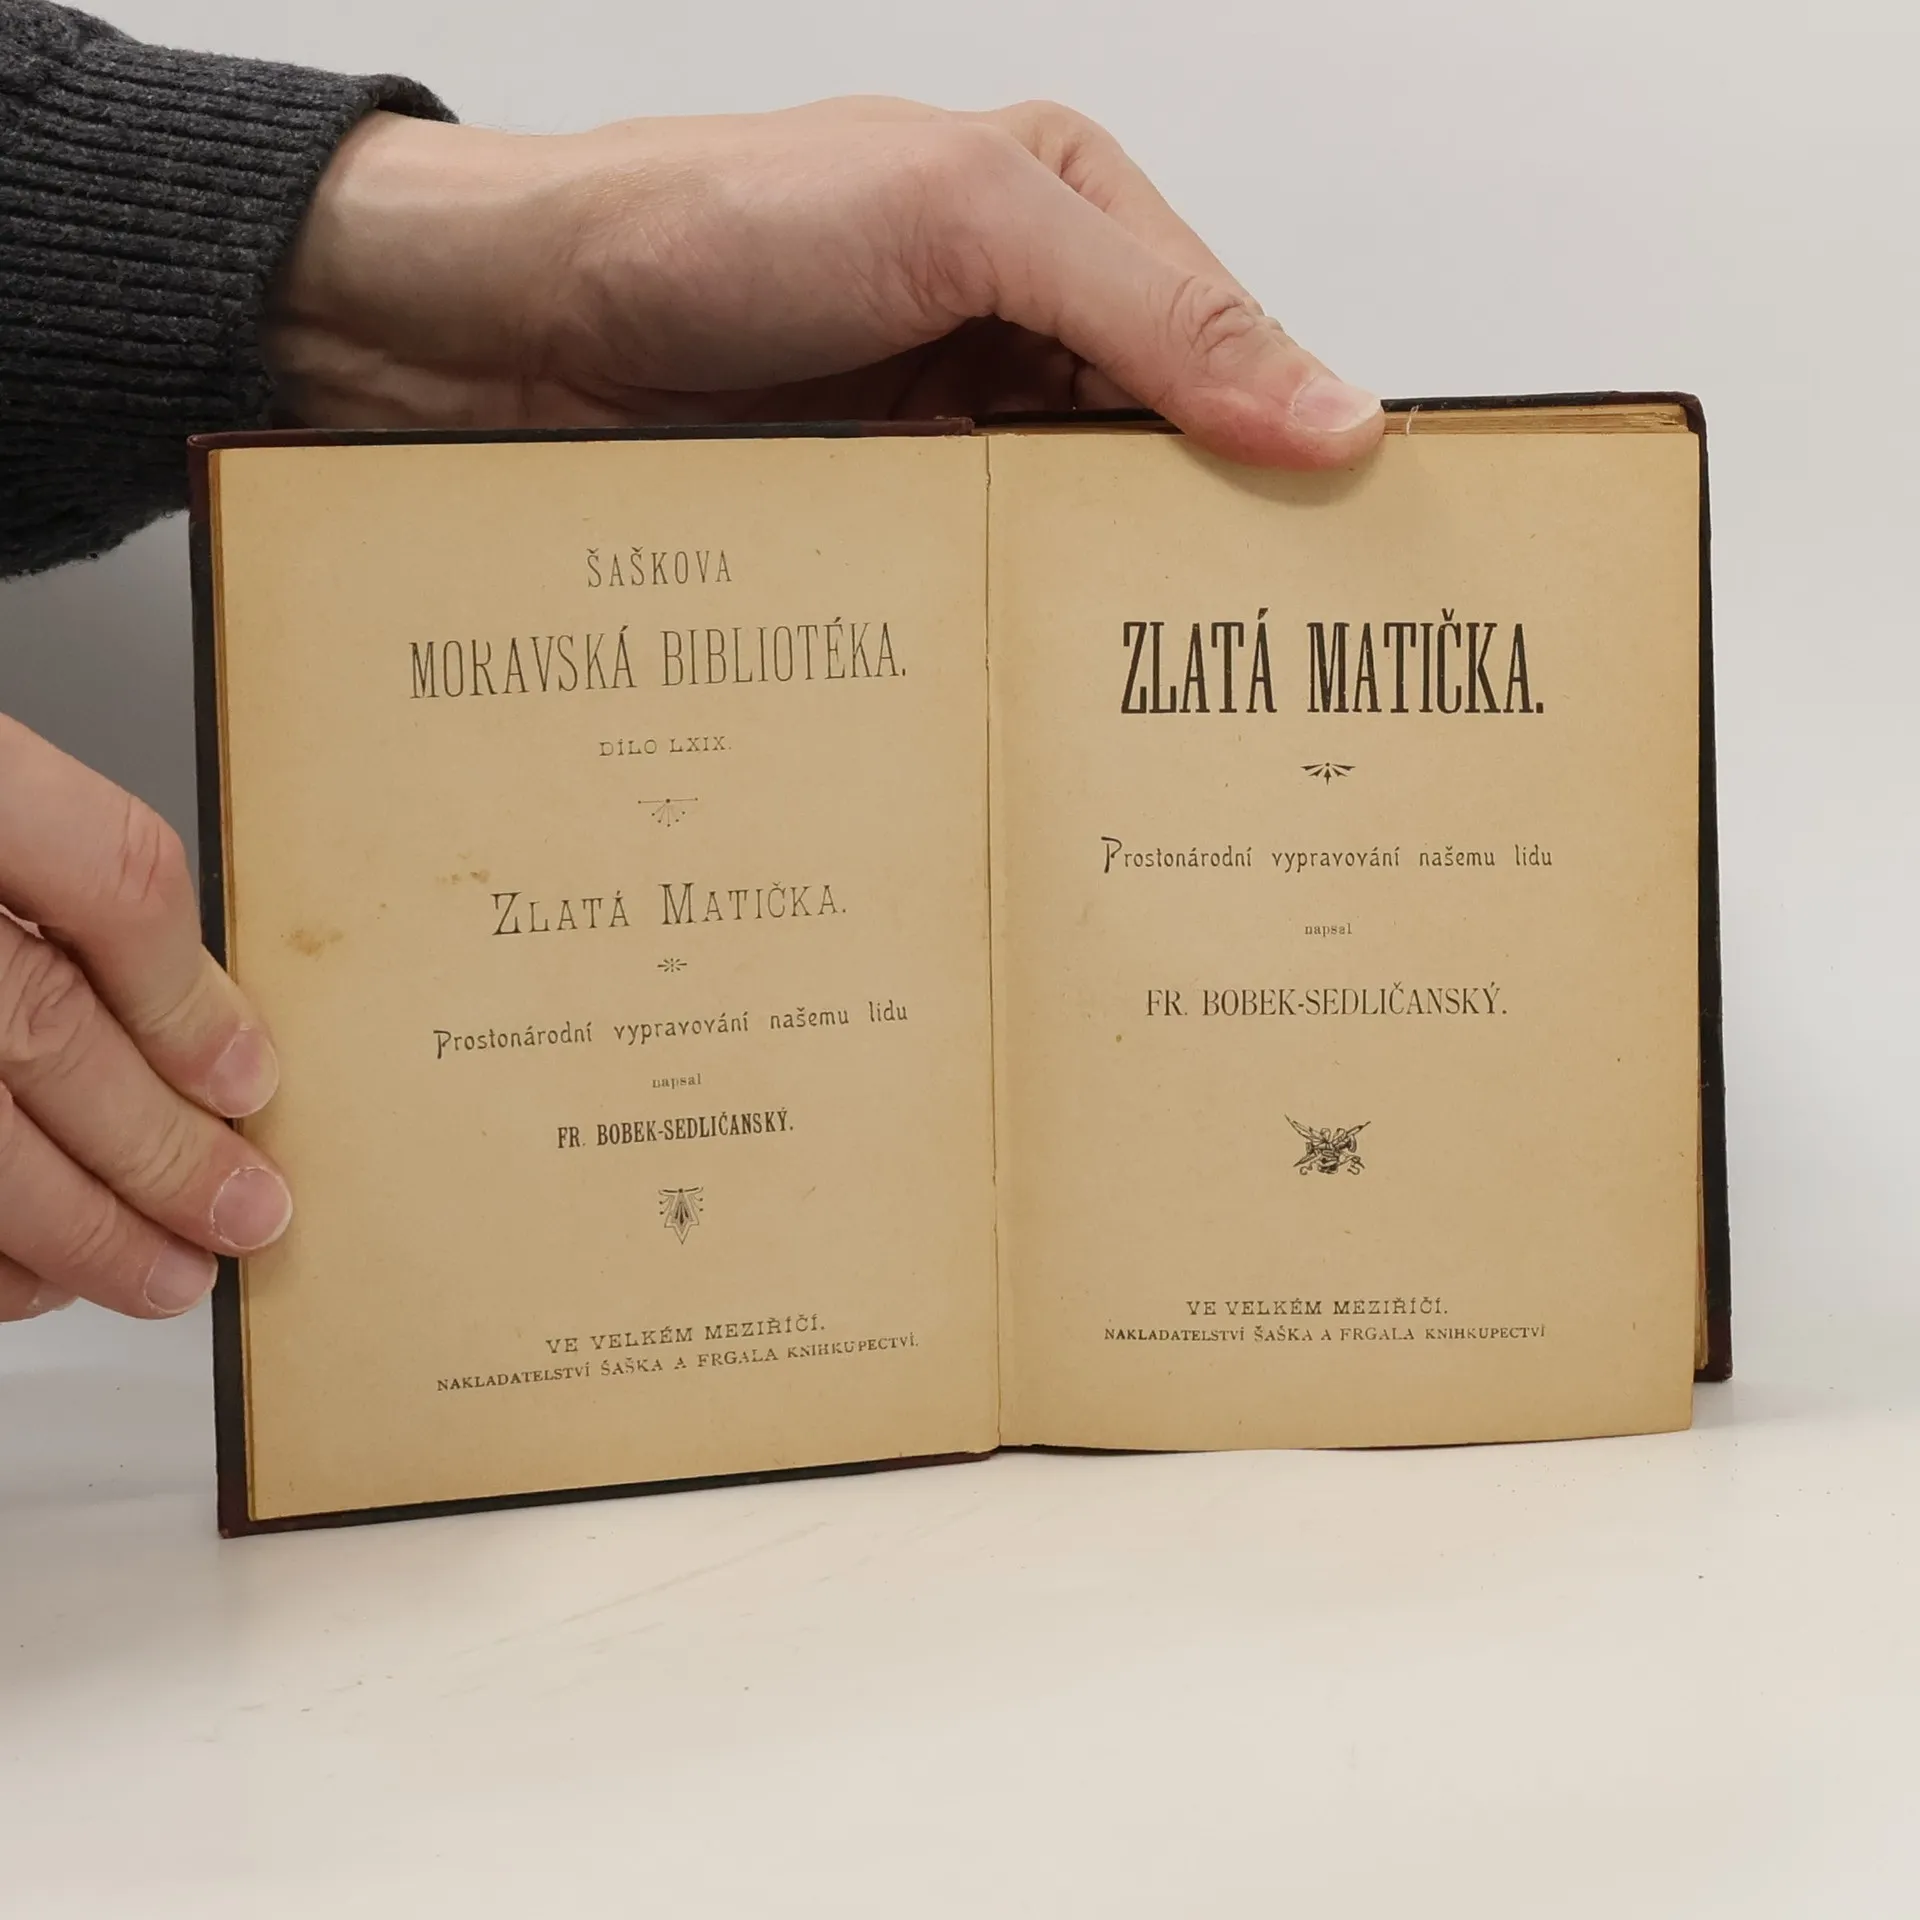 ŠAŠKOVA
MORAVSKÁ BIBLIOTÉKA.
DÍLO LXIX.
ZLATÁ MATIČKA.
Prostonárodní vypravování našemu lidu
napsal
FR. BOBEK-SEDLIČANSKÝ.
VE VELKÉM MEZIŘÍČÍ.
NAKLADATELSTVÍ ŠAŠKA A FRGALA KNIHKUPECTVÍ.
ZLATÁ MATIČKA.
Prostonárodní vypravování našemu lidu
napsal
FR. BOBEK-SEDLIČANSKÝ.
VE VELKÉM MEZIŘÍČÍ.
NAKLADATELSTVÍ ŠAŠKA A FRGALA KNIHKUPECTVÍ